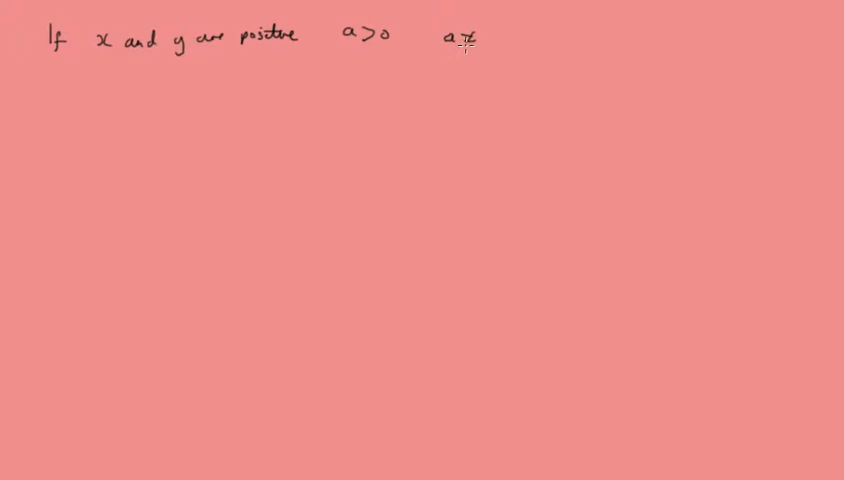 If x and y are positive a > 0 a ≠